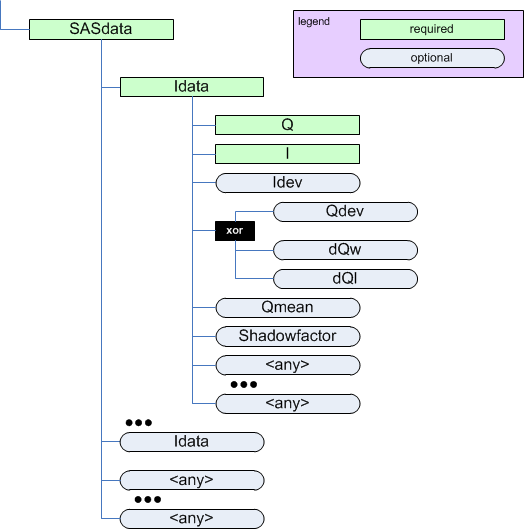 SASdata
legend
required
optional
Idata
Q
I
Idev
Qdev
xor
dQw
dQl
Qmean
Shadowfactor
<any>
•••
<any>
•••
Idata
<any>
•••
<any>